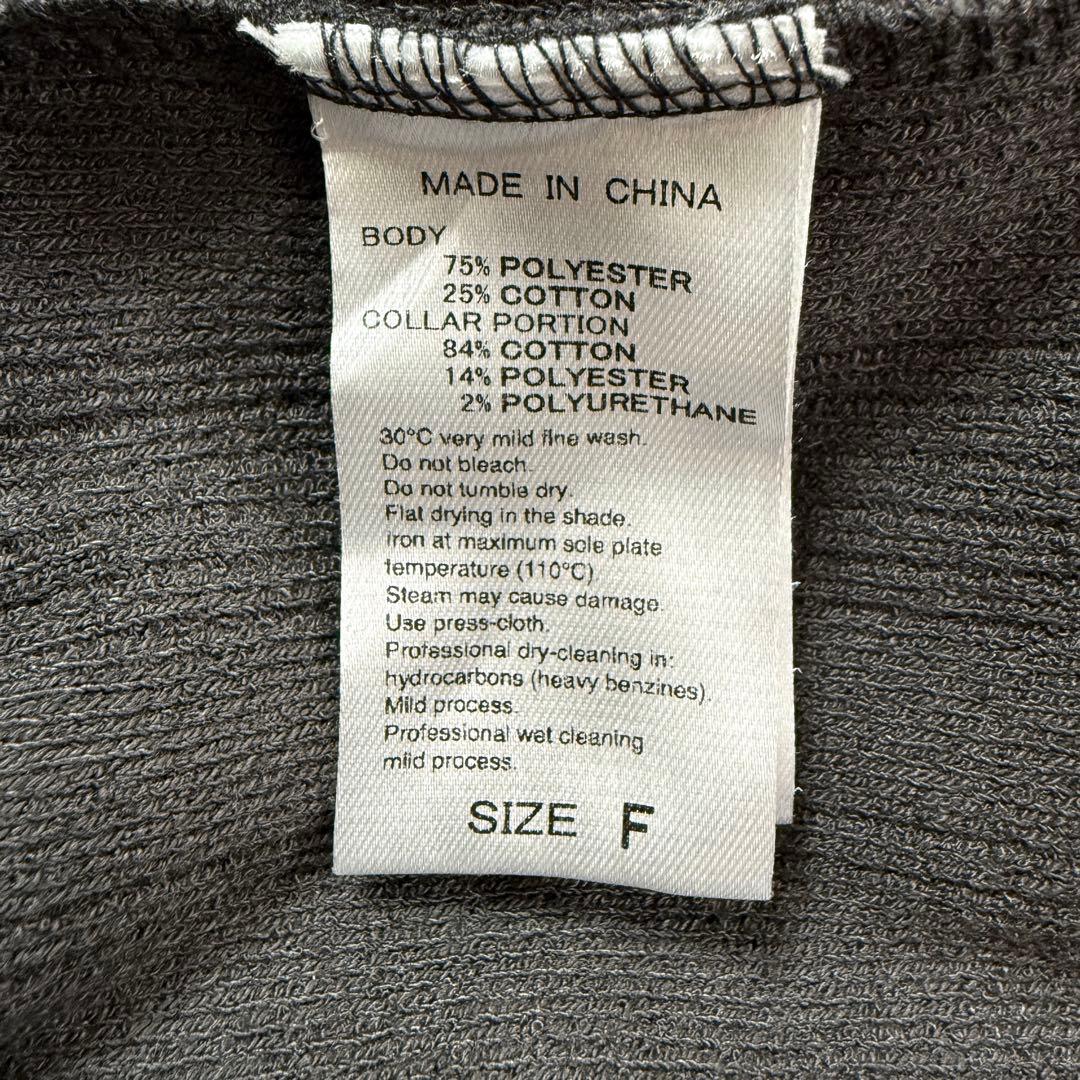 MADE IN CHINA
BODY
75% POLYESTER
25% COTTON
COLLAR PORTION
84% COTTON
14% POLYESTER
2% POLYURETHANE
30°C very mild fine wash.
Do not bleach.
Do not tumble dry.
Flat drying in the shade.
iron at maximum sole plate
temperature (110°C)
Steam may cause damage.
Use press-cloth.
Professional dry-cleaning in:
hydrocarbons (heavy benzines).
Mild process.
Professional wet cleaning
mild process.
SIZE F